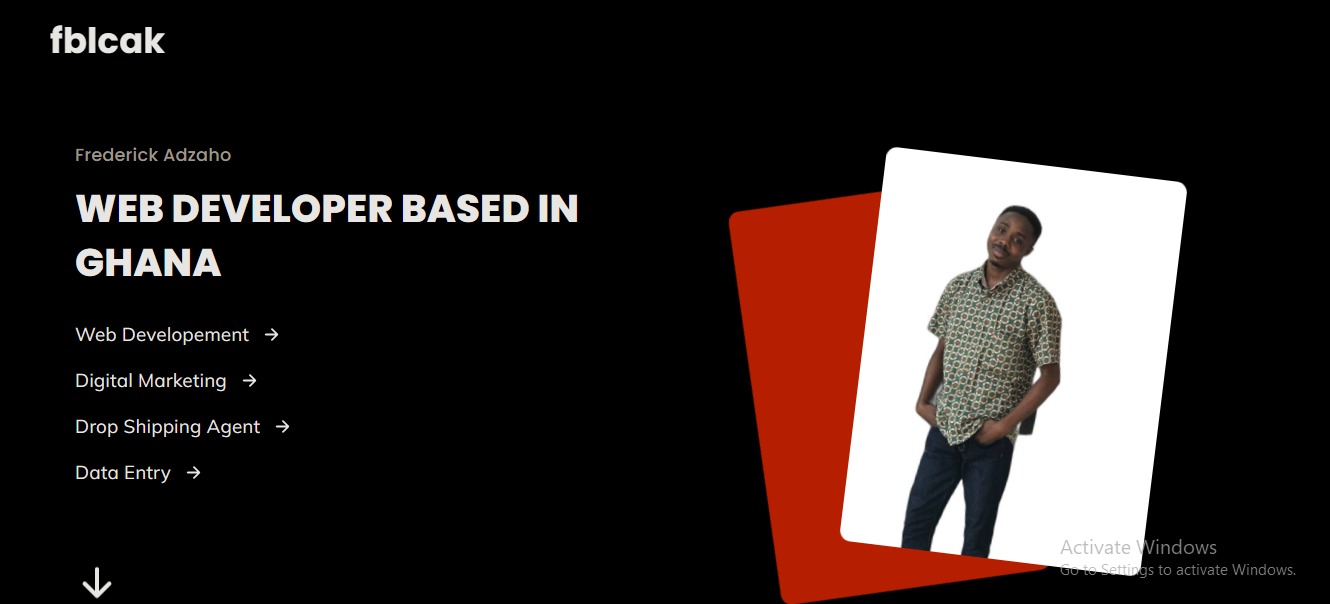 fblcak
Frederick Adzaho
WEB DEVELOPER BASED IN
GHANA
Web Developement
Digital Marketing
Drop Shipping Agent
Data Entry
Activate Windows
Go to Settings to activate Windows.